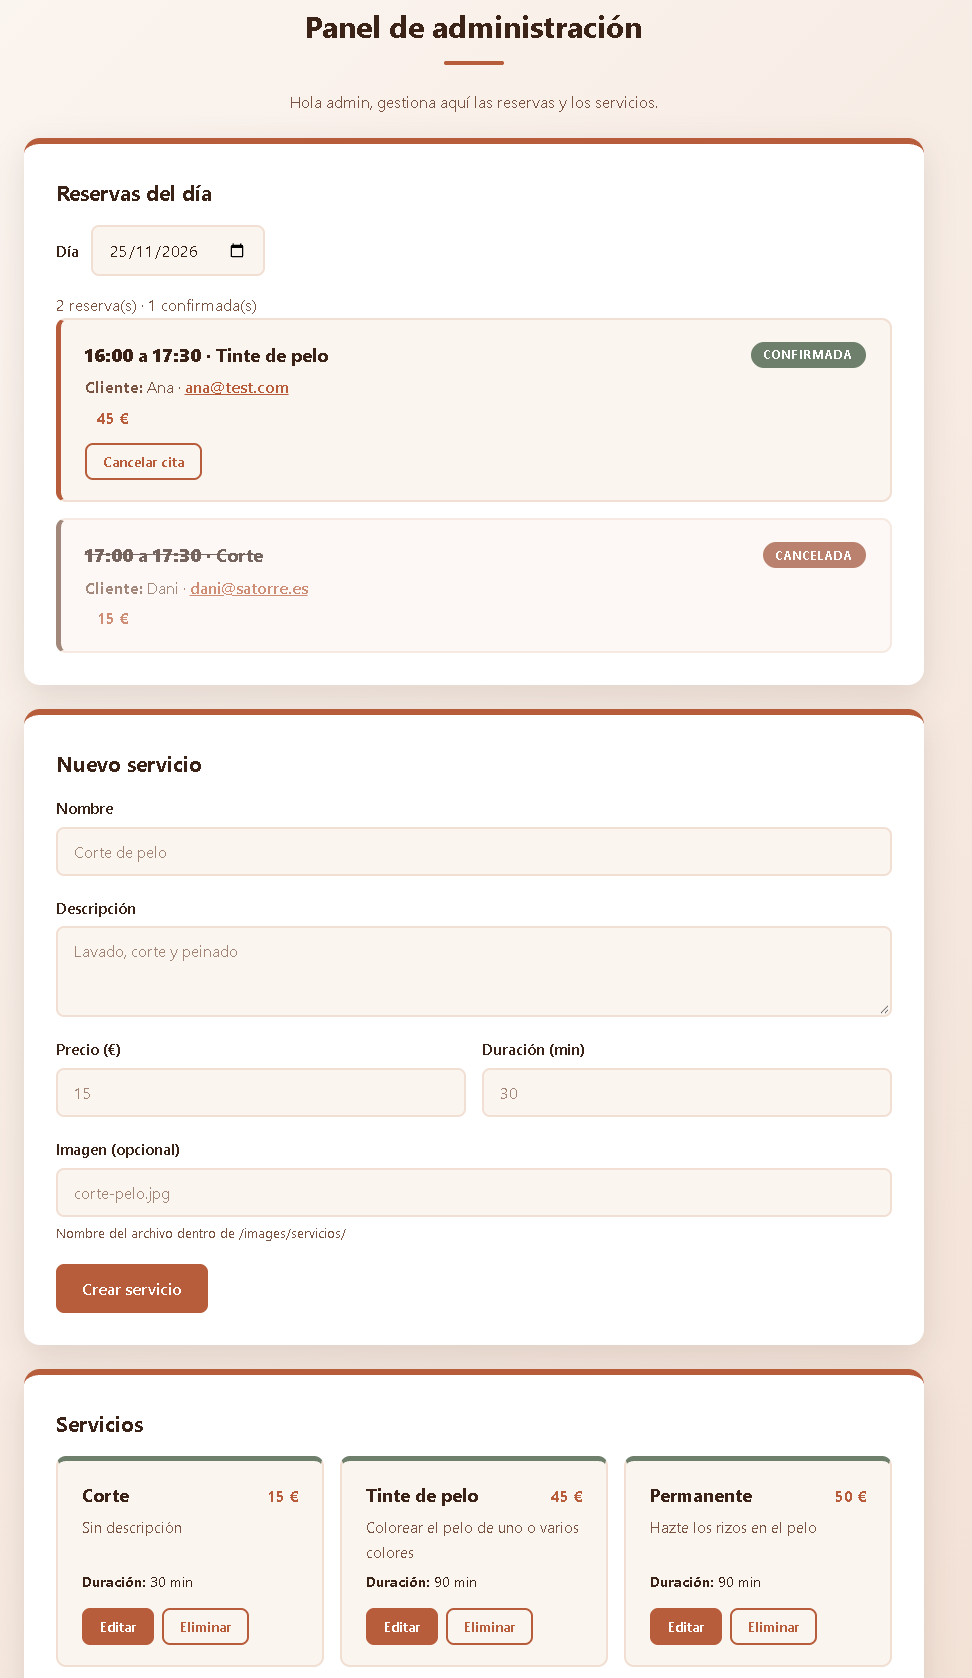 Panel de administración
Hola admin, gestiona aquí las reservas y los servicios.
Reservas del día
Día 25/11/2026
2 reserva(s) · 1 confirmada(s)
16:00 a 17:30 · Tinte de pelo CONFIRMADA
Cliente: Ana · ana@test.com
45 €
Cancelar cita
17:00 a 17:30 · Corte CANCELADA
Cliente: Dani · dani@satorre.es
15 €
Nuevo servicio
Nombre
Corte de pelo
Descripción
Lavado, corte y peinado
Precio (€) Duración (min)
15 30
Imagen (opcional)
corte-pelo.jpg
Nombre del archivo dentro de /images/servicios/
Crear servicio
Servicios
Corte 15 €
Sin descripción
Duración: 30 min
Editar Eliminar
Tinte de pelo 45 €
Colorear el pelo de uno o varios
colores
Duración: 90 min
Editar Eliminar
Permanente 50 €
Hazte los rizos en el pelo
Duración: 90 min
Editar Eliminar